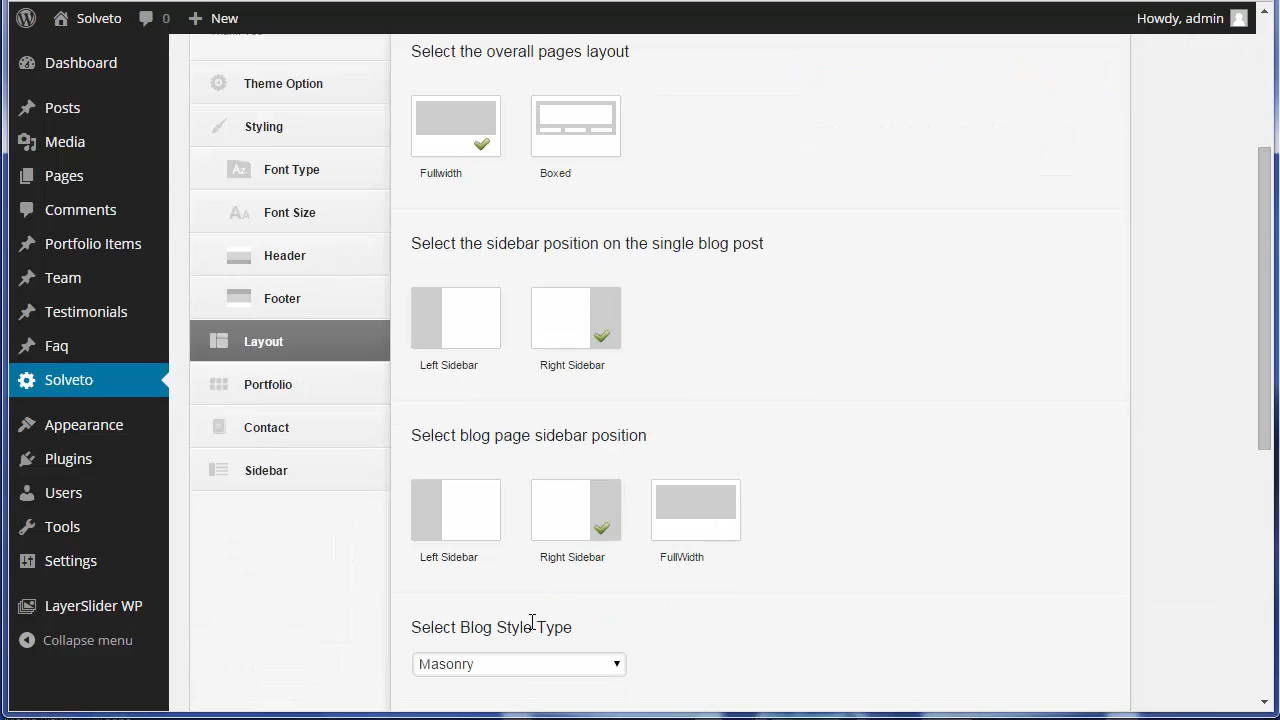 Solveto
0
New
Howdy, admin
Dashboard
Posts
Media
Pages
Comments
Portfolio Items
Team
Testimonials
Faq
Solveto
Appearance
Plugins
Users
Tools
Settings
LayerSlider WP
Collapse menu
Theme Option
Styling
Font Type
Font Size
Header
Footer
Layout
Portfolio
Contact
Sidebar
Select the overall pages layout
Fullwidth
Boxed
Select the sidebar position on the single blog post
Left Sidebar
Right Sidebar
Select blog page sidebar position
Left Sidebar
Right Sidebar
FullWidth
Select Blog Style Type
Masonry